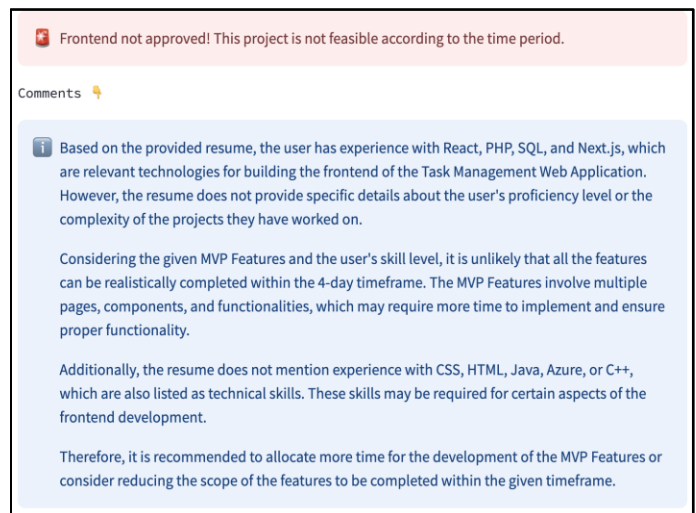 Frontend not approved! This project is not feasible according to the time period.
Comments 👇
Based on the provided resume, the user has experience with React, PHP, SQL, and Next.js, which
are relevant technologies for building the frontend of the Task Management Web Application.
However, the resume does not provide specific details about the user's proficiency level or the
complexity of the projects they have worked on.
Considering the given MVP Features and the user's skill level, it is unlikely that all the features
can be realistically completed within the 4-day timeframe. The MVP Features involve multiple
pages, components, and functionalities, which may require more time to implement and ensure
proper functionality.
Additionally, the resume does not mention experience with CSS, HTML, Java, Azure, or C++,
which are also listed as technical skills. These skills may be required for certain aspects of the
frontend development.
Therefore, it is recommended to allocate more time for the development of the MVP Features or
consider reducing the scope of the features to be completed within the given timeframe.